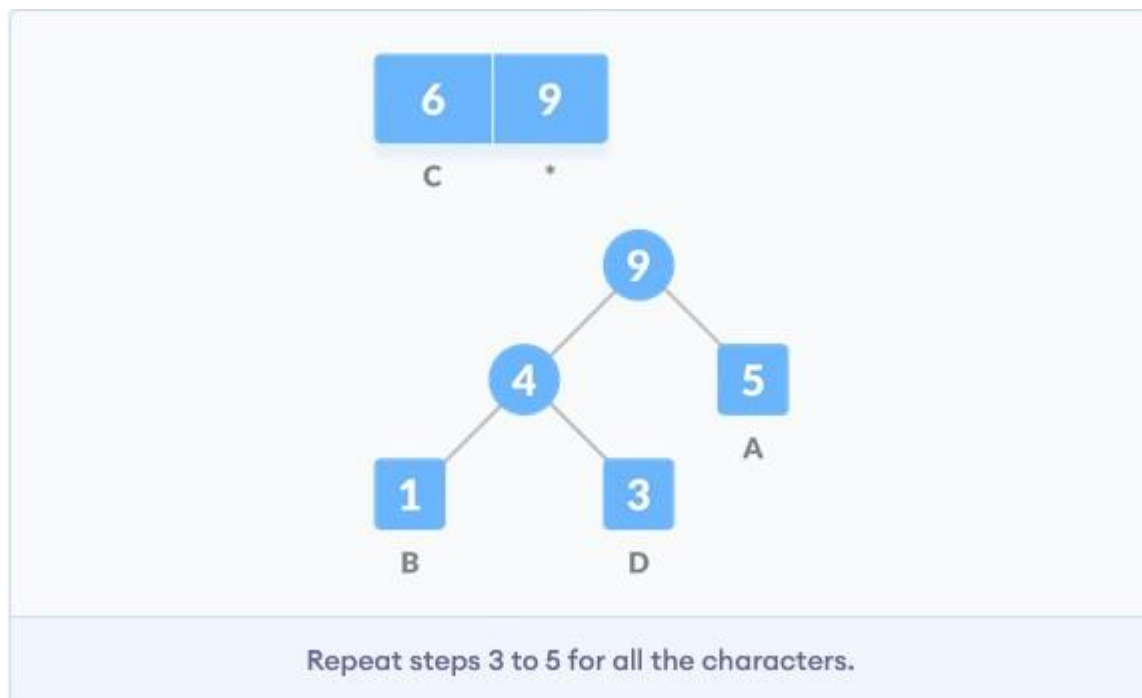 6 9
C *
9
4 5
A
1 3
B D
Repeat steps 3 to 5 for all the characters.